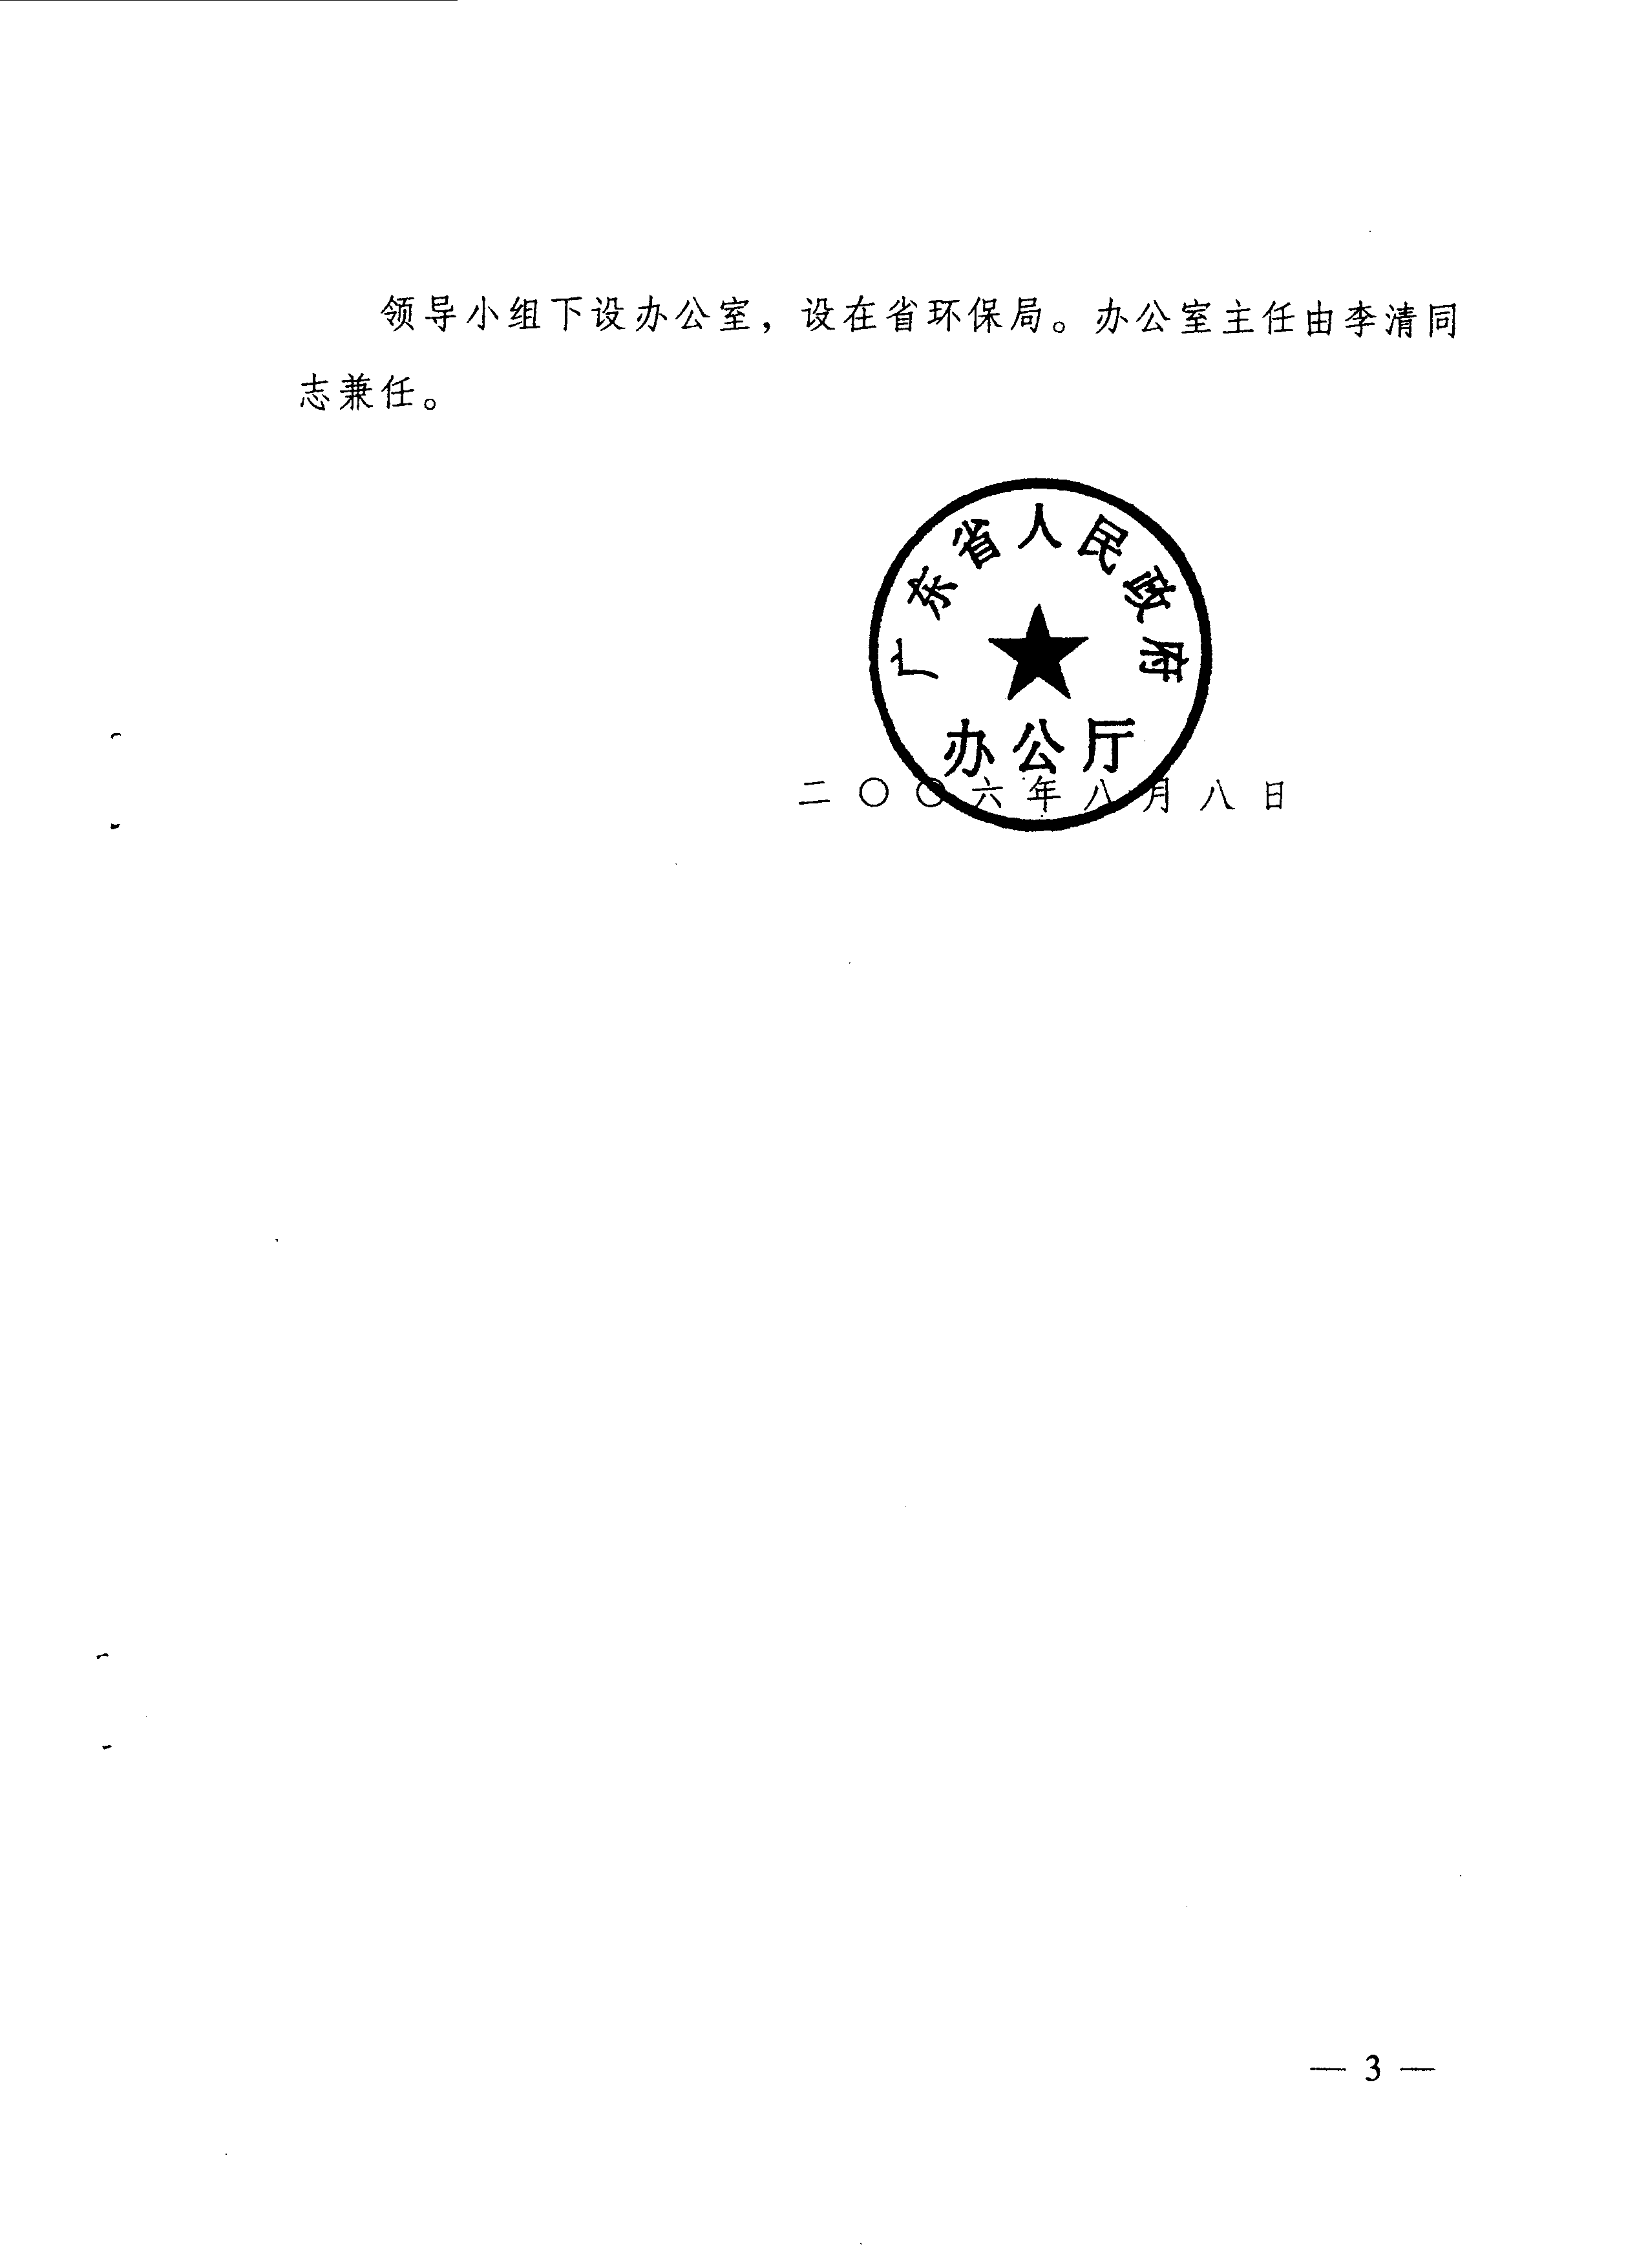 领导小组下设办公室，设在省环保局。办公室主任由李清同
志兼任。
广东省人民政府
办公厅
二〇〇六年八月八日
— 3 —